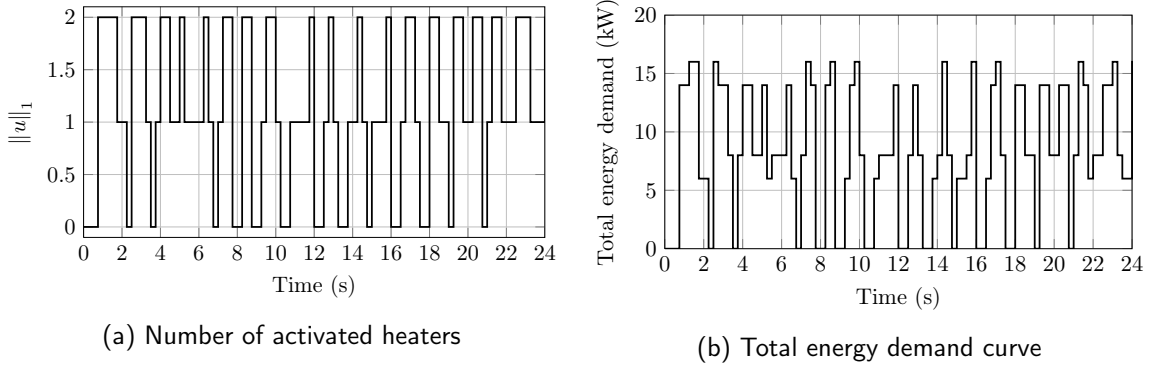 2
1.5
1
0.5
0
‖u‖₁
0 2 4 6 8 10 12 14 16 18 20 22 24
Time (s)
(a) Number of activated heaters
20
15
10
5
0
Total energy demand (kW)
0 2 4 6 8 10 12 14 16 18 20 22 24
Time (s)
(b) Total energy demand curve